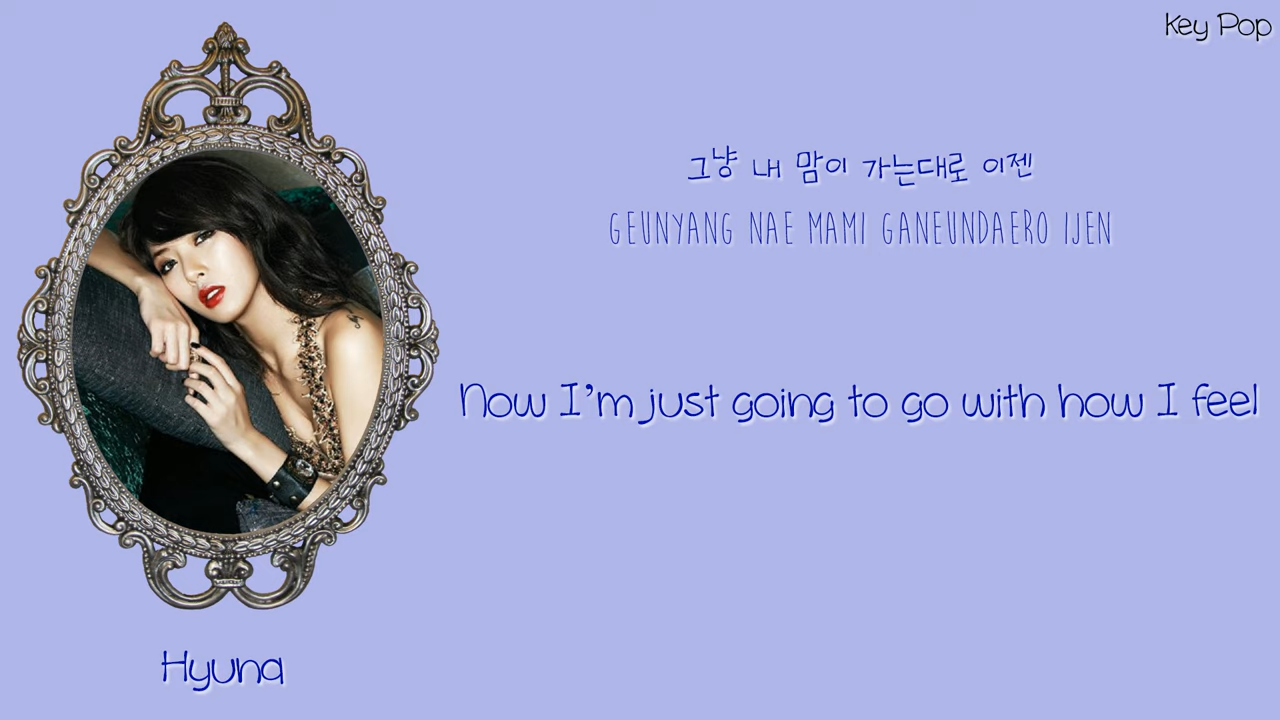 Key Pop
그냥 내 맘이 가는대로 이젠
GEUNYANG NAE MAMI GANEUNDAERO IJEN
Now I'm just going to go with how I feel
Hyuna